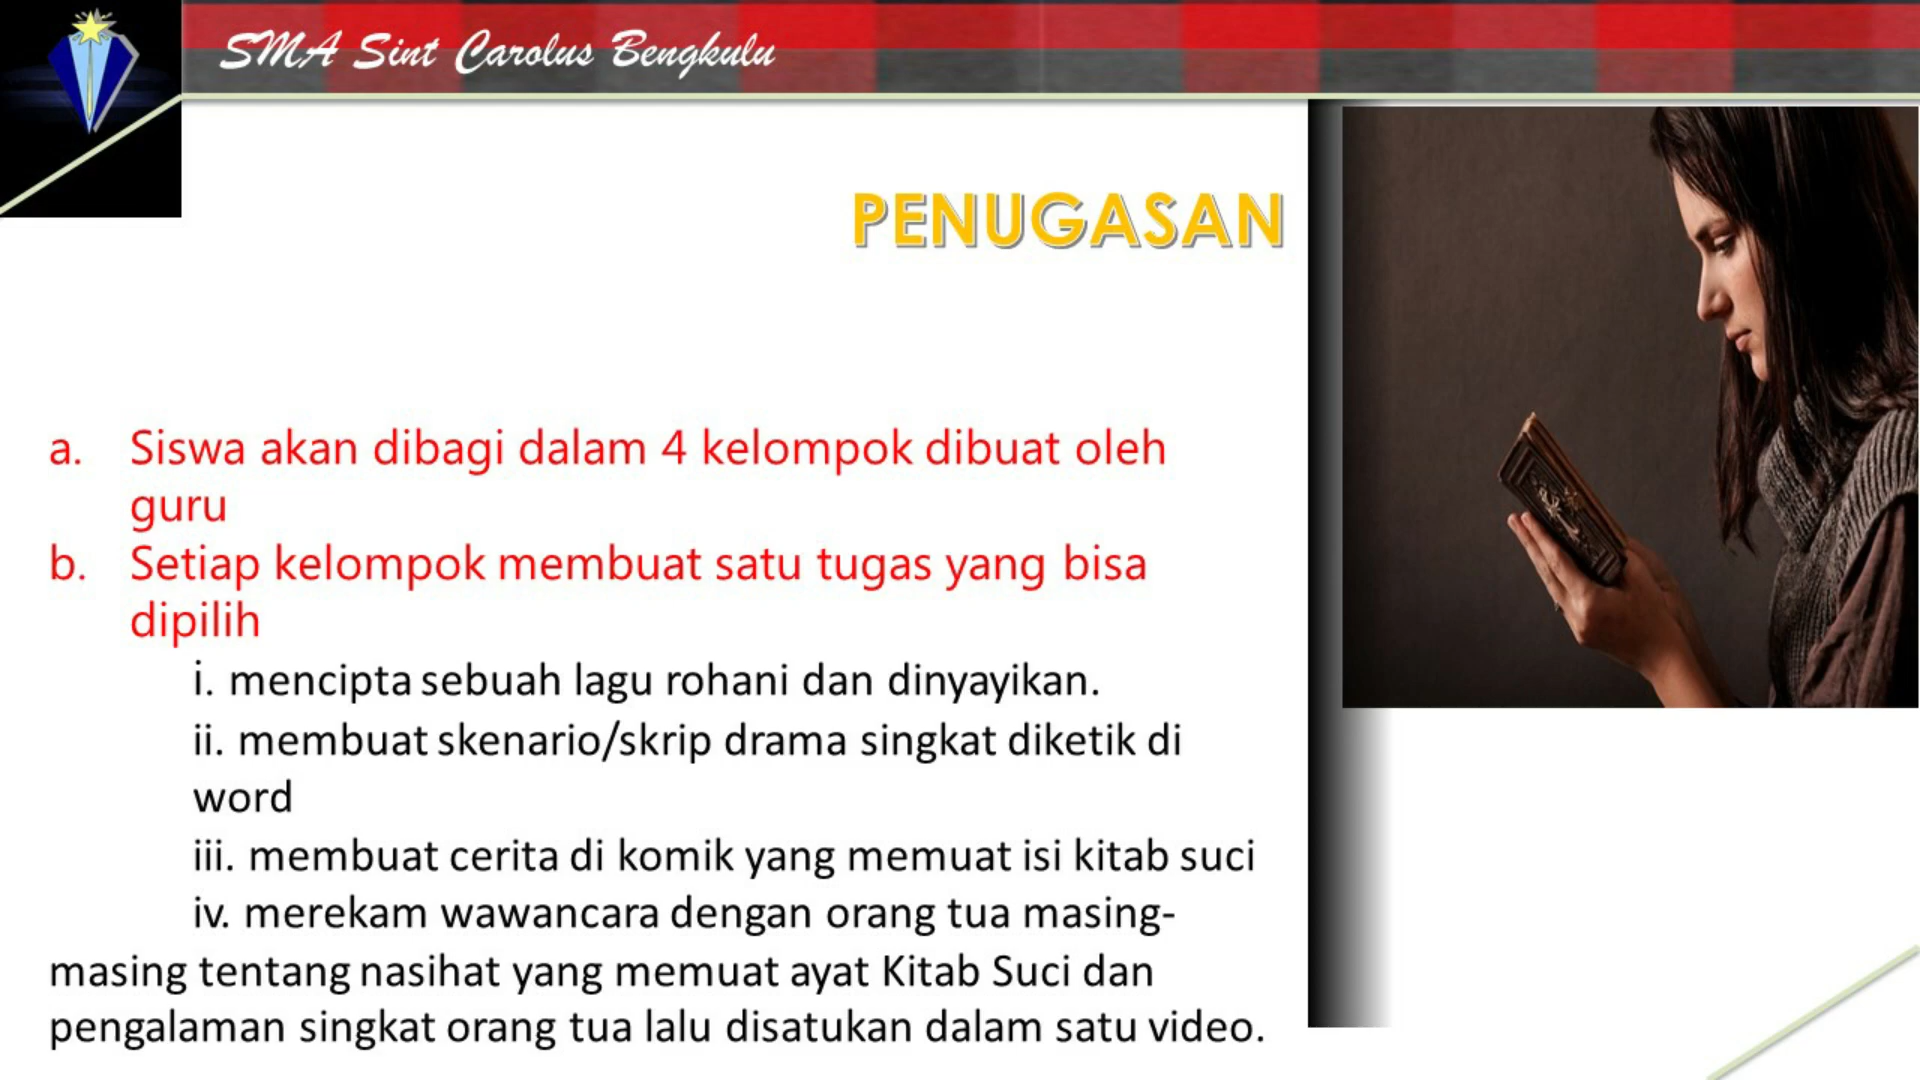 SMA Sint Carolus Bengkulu
PENUGASAN
a. Siswa akan dibagi dalam 4 kelompok dibuat oleh
guru
b. Setiap kelompok membuat satu tugas yang bisa
dipilih
i. mencipta sebuah lagu rohani dan dinyayikan.
ii. membuat skenario/skrip drama singkat diketik di
word
iii. membuat cerita di komik yang memuat isi kitab suci
iv. merekam wawancara dengan orang tua masing-
masing tentang nasihat yang memuat ayat Kitab Suci dan
pengalaman singkat orang tua lalu disatukan dalam satu video.